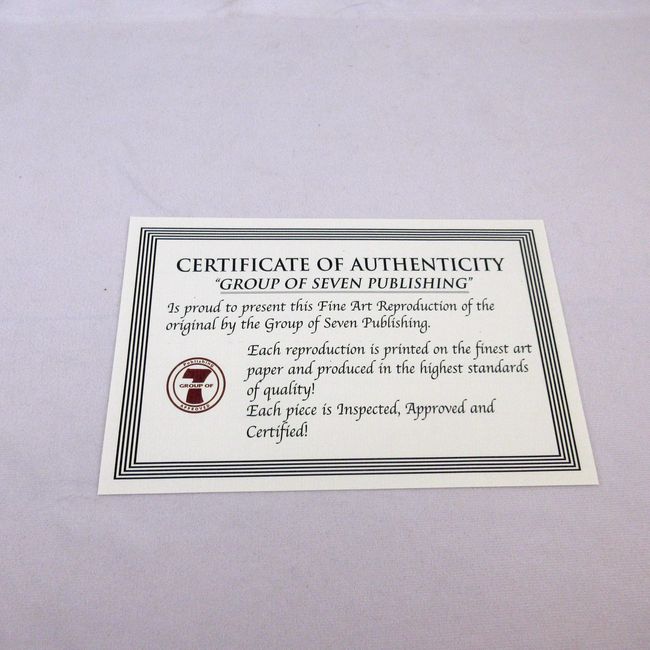 CERTIFICATE OF AUTHENTICITY
"GROUP OF SEVEN PUBLISHING"
Is proud to present this Fine Art Reproduction of the
original by the Group of Seven Publishing.
PUBLISHING
7
GROUP OF
APPROVED
Each reproduction is printed on the finest art
paper and produced in the highest standards
of quality!
Each piece is Inspected, Approved and
Certified!